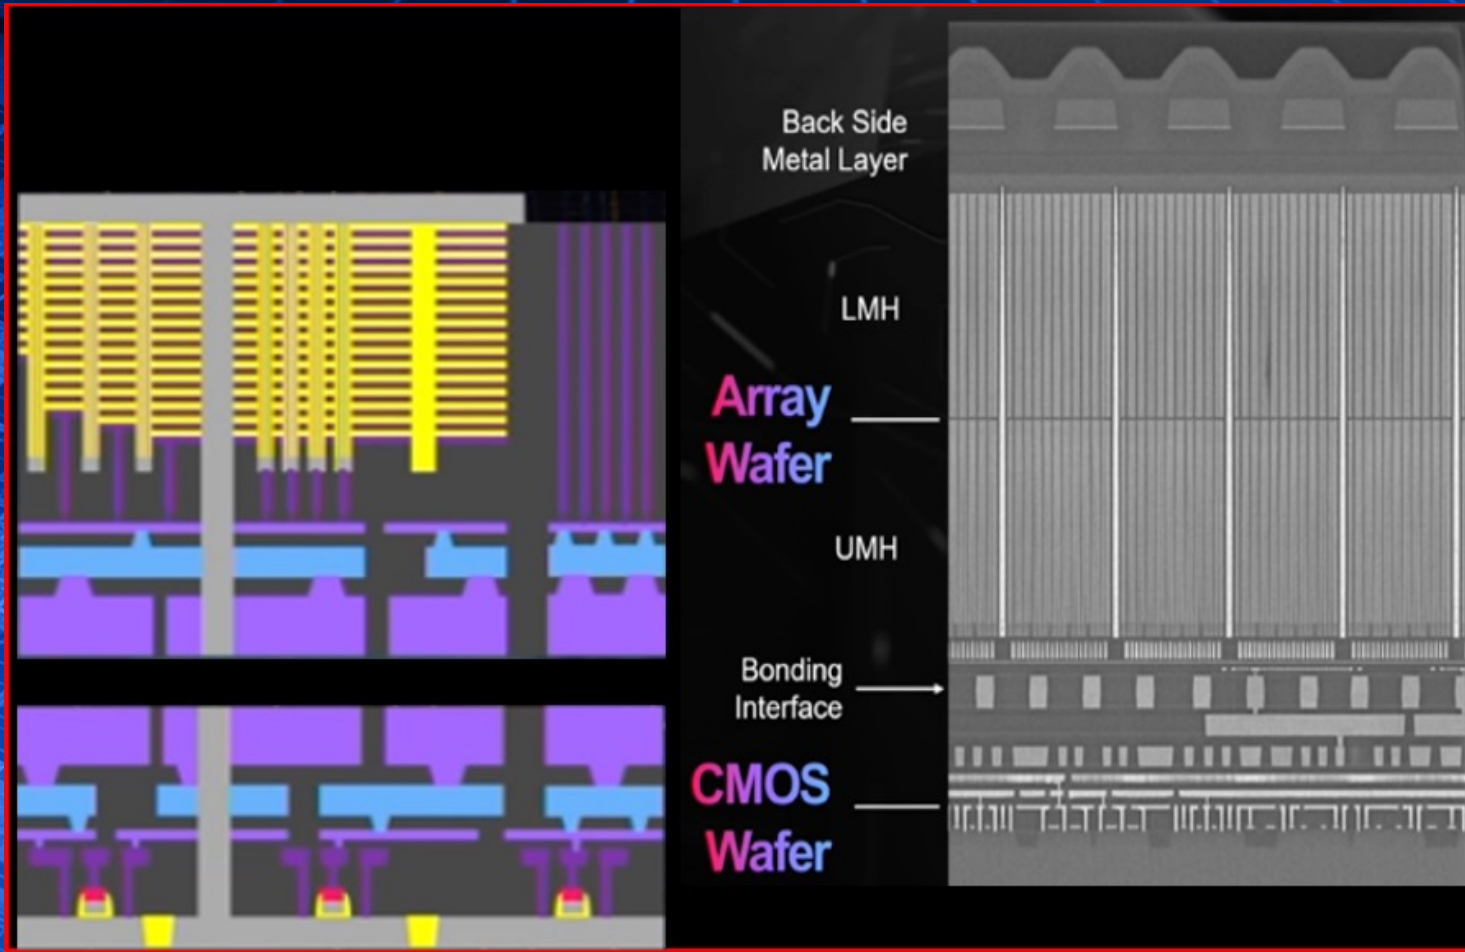 Back Side
Metal Layer
LMH
Array
Wafer
UMH
Bonding
Interface
CMOS
Wafer